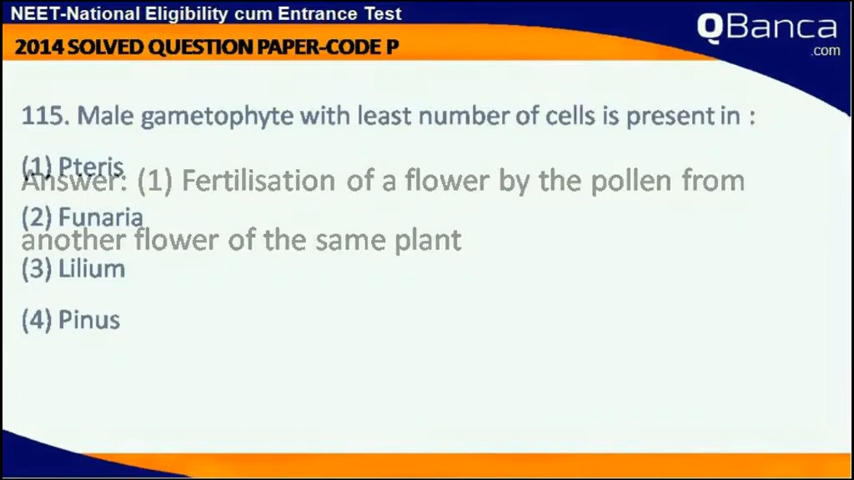 NEET-National Eligibility cum Entrance Test
QBanca
.com
2014 SOLVED QUESTION PAPER-CODE P
115. Male gametophyte with least number of cells is present in :
(1) Pteris
Answer: (1) Fertilisation of a flower by the pollen from
(2) Funaria
another flower of the same plant
(3) Lilium
(4) Pinus